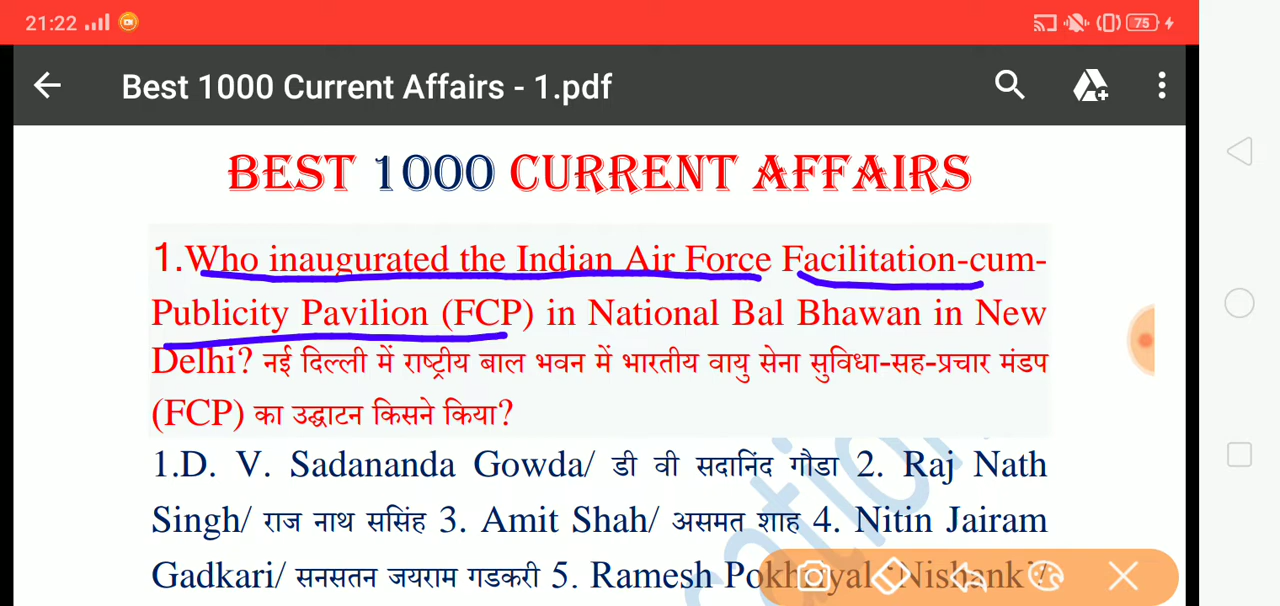 21:22 75
Best 1000 Current Affairs - 1.pdf
BEST 1000 CURRENT AFFAIRS
1.Who inaugurated the Indian Air Force Facilitation-cum-
Publicity Pavilion (FCP) in National Bal Bhawan in New
Delhi? नई दिल्ली में राष्ट्रीय बाल भवन में भारतीय वायु सेना सुविधा-सह-प्रचार मंडप
(FCP) का उद्घाटन किसने किया?
1.D. V. Sadananda Gowda/ डी वी सदानिंद गौडा 2. Raj Nath
Singh/ राज नाथ ससिंह 3. Amit Shah/ असमत शाह 4. Nitin Jairam
Gadkari/ सनसतन जयराम गडकरी 5. Ramesh Pokhriyal ‘Nishank’/